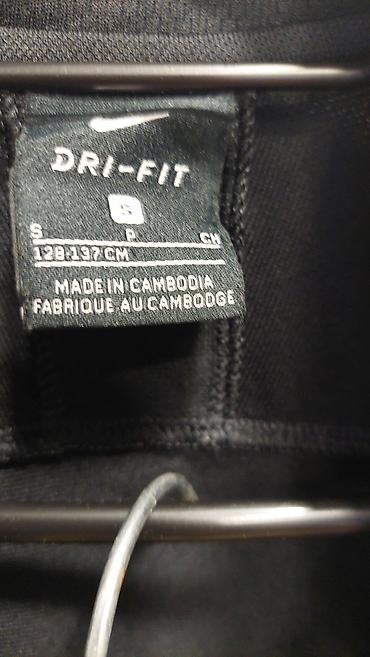 DRI-FIT
S
S P CH
128-137 CM
MADE IN CAMBODIA
FABRIQUE AU CAMBODGE